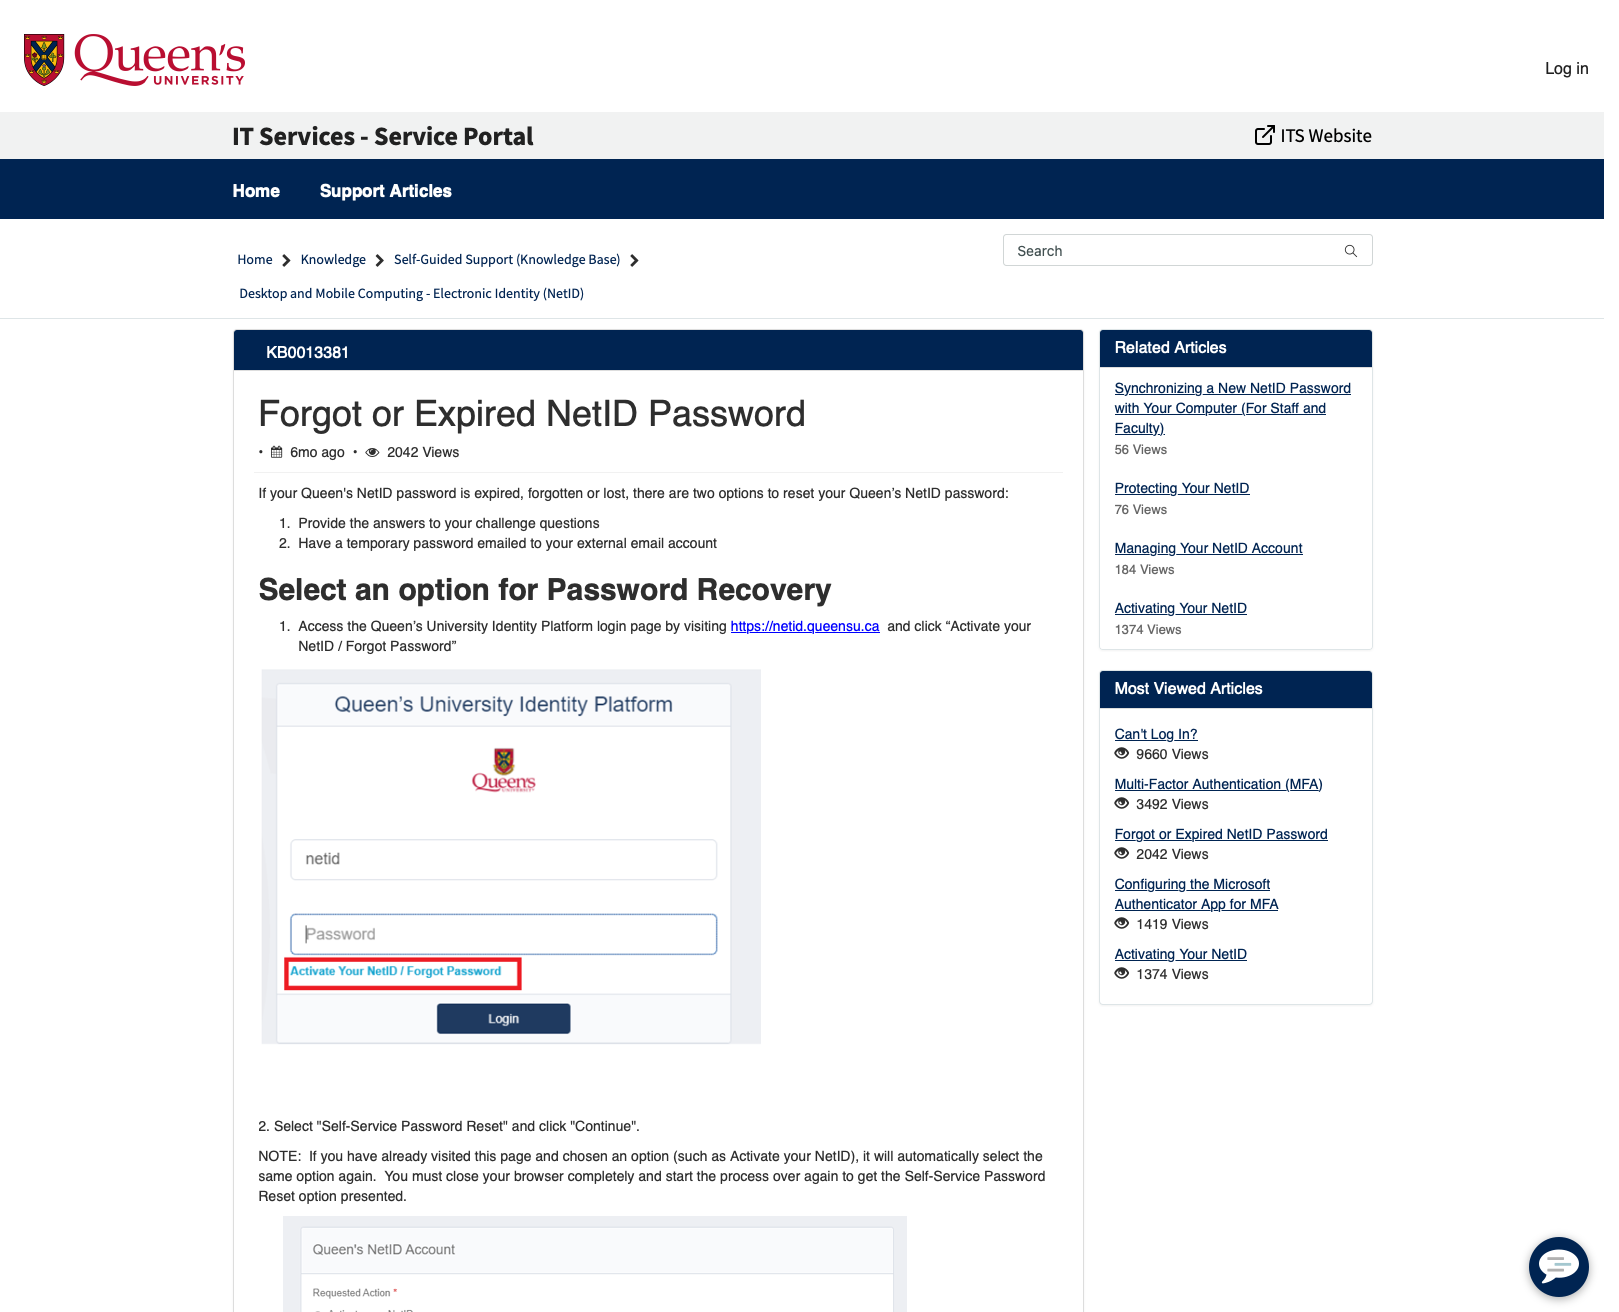 Queen's
UNIVERSITY
Log in
IT Services - Service Portal
ITS Website
Home
Support Articles
Search
Home
Knowledge
Self-Guided Support (Knowledge Base)
Desktop and Mobile Computing - Electronic Identity (NetID)
KB0013381
Forgot or Expired NetID Password
• 6mo ago • 2042 Views
If your Queen's NetID password is expired, forgotten or lost, there are two options to reset your Queen’s NetID password:
1. Provide the answers to your challenge questions
2. Have a temporary password emailed to your external email account
Select an option for Password Recovery
1. Access the Queen’s University Identity Platform login page by visiting https://netid.queensu.ca and click “Activate your
NetID / Forgot Password”
Queen’s University Identity Platform
Queen's
UNIVERSITY
netid
Password
Activate Your NetID / Forgot Password
Login
2. Select "Self-Service Password Reset" and click "Continue".
NOTE: If you have already visited this page and chosen an option (such as Activate your NetID), it will automatically select the
same option again. You must close your browser completely and start the process over again to get the Self-Service Password
Reset option presented.
Queen's NetID Account
Requested Action *
Related Articles
Synchronizing a New NetID Password
with Your Computer (For Staff and
Faculty)
56 Views
Protecting Your NetID
76 Views
Managing Your NetID Account
184 Views
Activating Your NetID
1374 Views
Most Viewed Articles
Can't Log In?
9660 Views
Multi-Factor Authentication (MFA)
3492 Views
Forgot or Expired NetID Password
2042 Views
Configuring the Microsoft
Authenticator App for MFA
1419 Views
Activating Your NetID
1374 Views